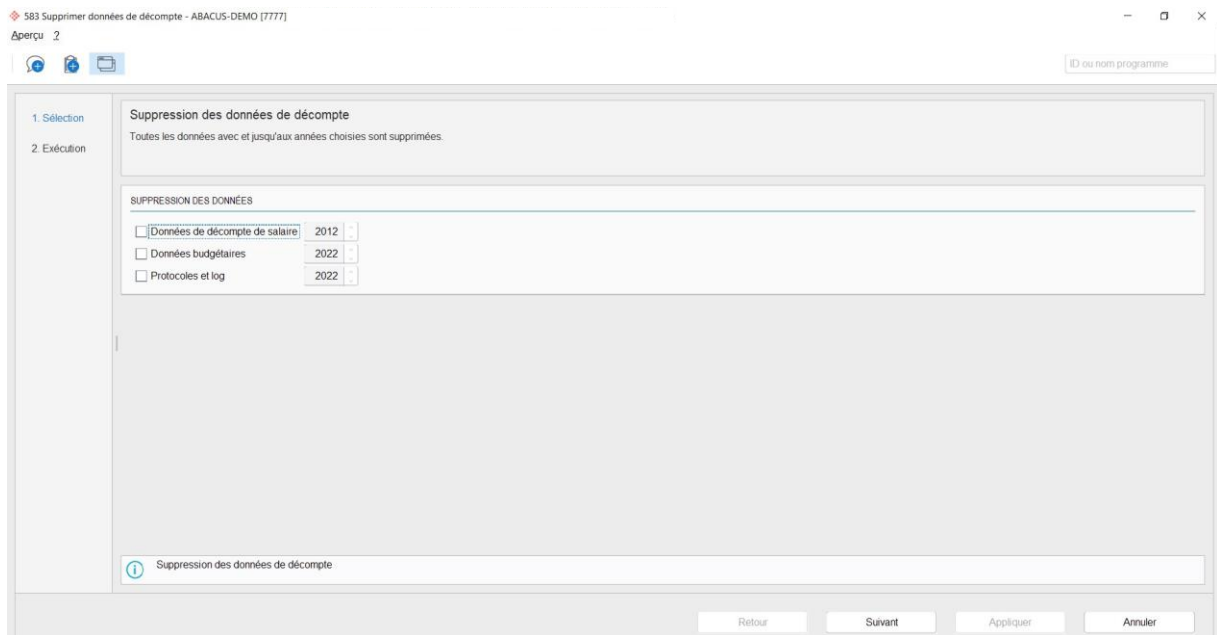 583 Supprimer données de décompte - ABACUS-DEMO [7777]
Aperçu ?
ID ou nom programme
1. Sélection
2. Exécution
Suppression des données de décompte
Toutes les données avec et jusqu'aux années choisies sont supprimées.
SUPPRESSION DES DONNÉES
Données de décompte de salaire 2012
Données budgétaires 2022
Protocoles et log 2022
Suppression des données de décompte
Retour Suivant Appliquer Annuler